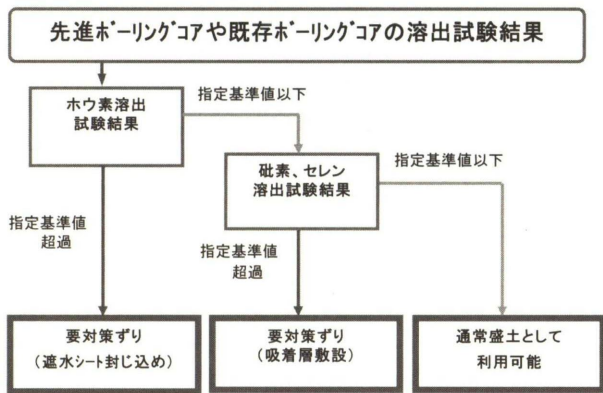 先進ﾎﾞｰﾘﾝｸﾞｺｱや既存ﾎﾞｰﾘﾝｸﾞｺｱの溶出試験結果
ホウ素溶出
試験結果
指定基準値以下
砒素、セレン
溶出試験結果
指定基準値以下
指定基準値
超過
指定基準値
超過
要対策ずり
（遮水シート封じ込め）
要対策ずり
（吸着層敷設）
通常盛土として
利用可能